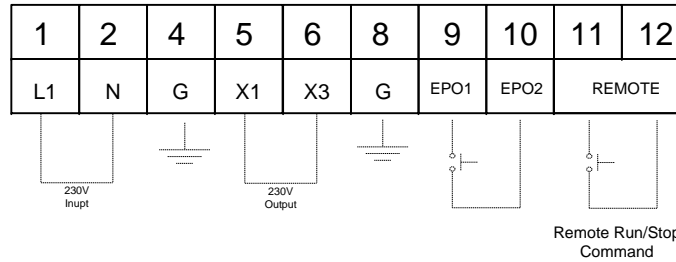 1 2 4 5 6 8 9 10 11 12
L1 N G X1 X3 G EPO1 EPO2 REMOTE
230V
Inupt
230V
Output
Remote Run/Stop
Command